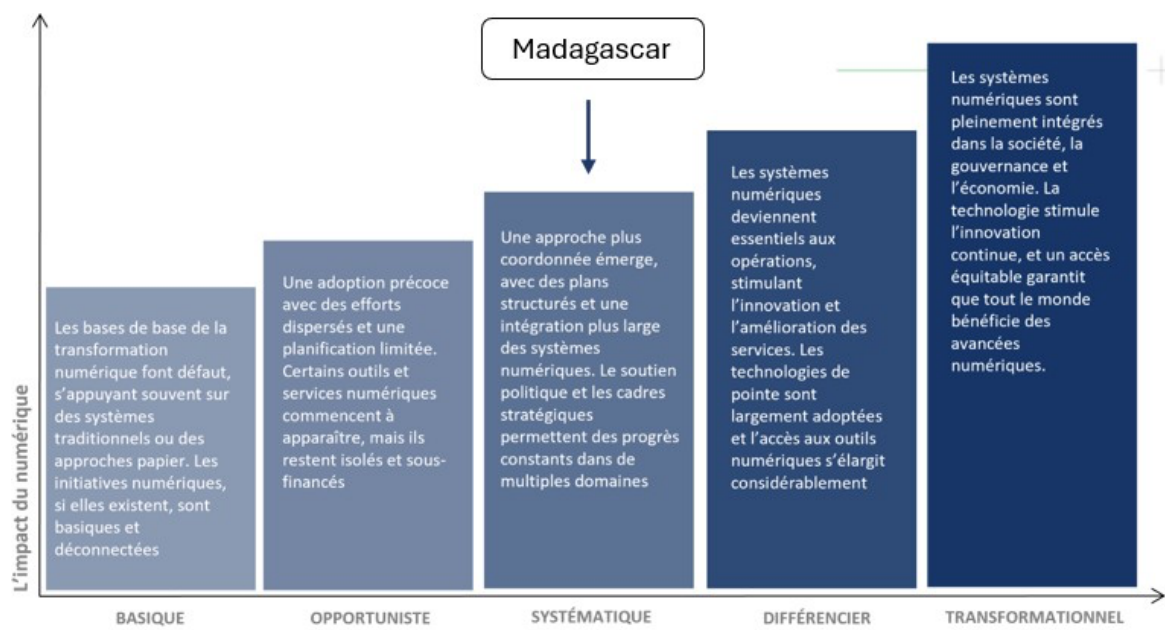 Madagascar
L'impact du numérique
Les bases de base de la
transformation
numérique font défaut,
s'appuyant souvent sur
des systèmes
traditionnels ou des
approches papier. Les
initiatives numériques,
si elles existent, sont
basiques et
déconnectées
Une adoption précoce
avec des efforts
dispersés et une
planification limitée.
Certains outils et
services numériques
commencent à
apparaître, mais ils
restent isolés et sous-
financés
Une approche plus
coordonnée émerge,
avec des plans
structurés et une
intégration plus large
des systèmes
numériques. Le soutien
politique et les cadres
stratégiques
permettent des progrès
constants dans de
multiples domaines
Les systèmes
numériques
deviennent
essentiels aux
opérations,
stimulant
l'innovation et
l'amélioration des
services. Les
technologies de
pointe sont
largement adoptées
et l'accès aux outils
numériques s'élargit
considérablement
Les systèmes
numériques sont
pleinement intégrés
dans la société, la
gouvernance et
l'économie. La
technologie stimule
l'innovation
continue, et un accès
équitable garantit
que tout le monde
bénéficie des
avancées
numériques.
BASIQUE
OPPORTUNISTE
SYSTÉMATIQUE
DIFFÉRENCIER
TRANSFORMATIONNEL